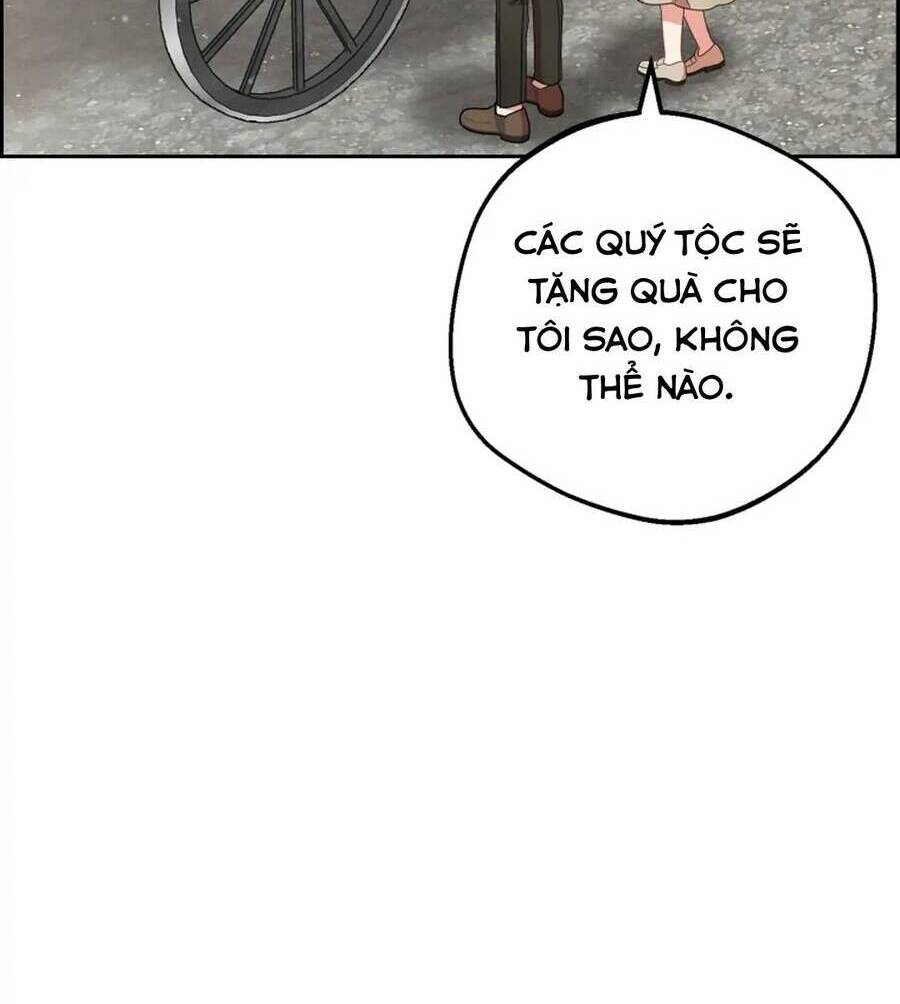 CÁC QUÝ TỘC SẼ
TẶNG QUÀ CHO
TÔI SAO, KHÔNG
THỂ NÀO.